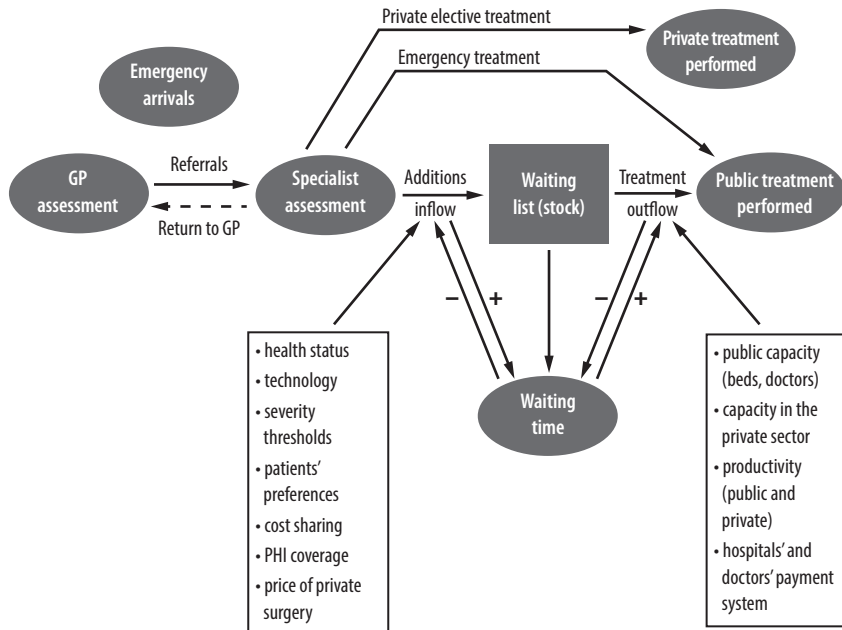 Private elective treatment
Private treatment
performed
Emergency treatment
Emergency
arrivals
GP
assessment
Referrals
Return to GP
Specialist
assessment
Additions
inflow
Waiting
list (stock)
Treatment
outflow
Public treatment
performed
− +
− +
Waiting
time
• health status
• technology
• severity
thresholds
• patients’
preferences
• cost sharing
• PHI coverage
• price of private
surgery
• public capacity
(beds, doctors)
• capacity in the
private sector
• productivity
(public and
private)
• hospitals’ and
doctors’ payment
system